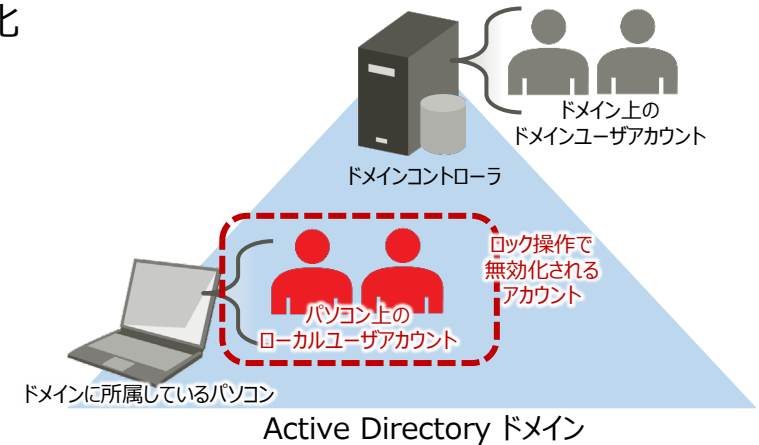 化
ドメイン上の
ドメインユーザアカウント
ドメインコントローラ
ロック操作で
無効化される
アカウント
パソコン上の
ローカルユーザアカウント
ドメインに所属しているパソコン
Active Directory ドメイン